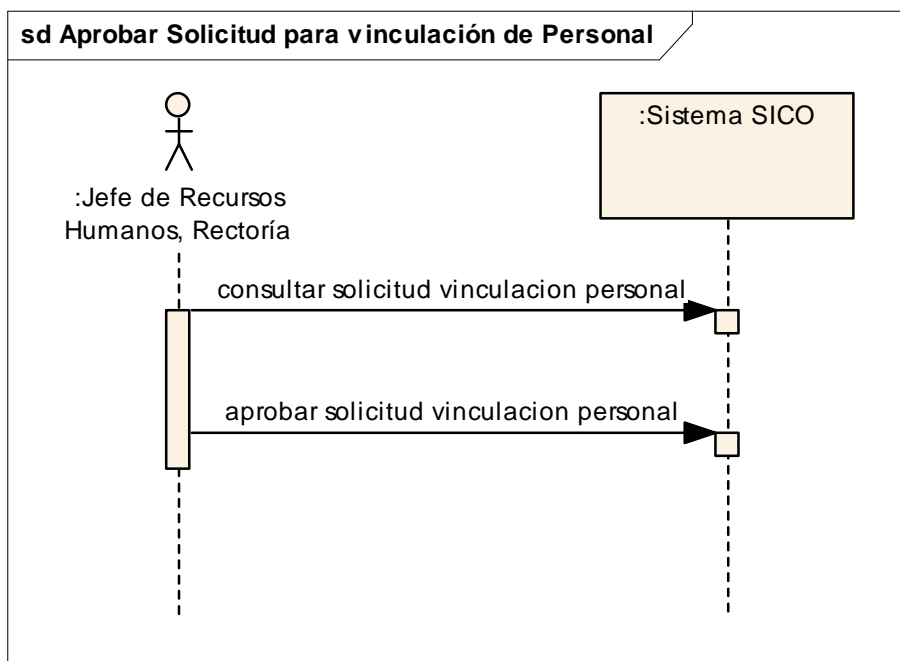 sd Aprobar Solicitud para vinculación de Personal
:Jefe de Recursos
Humanos, Rectoría
:Sistema SICO
consultar solicitud vinculacion personal
aprobar solicitud vinculacion personal